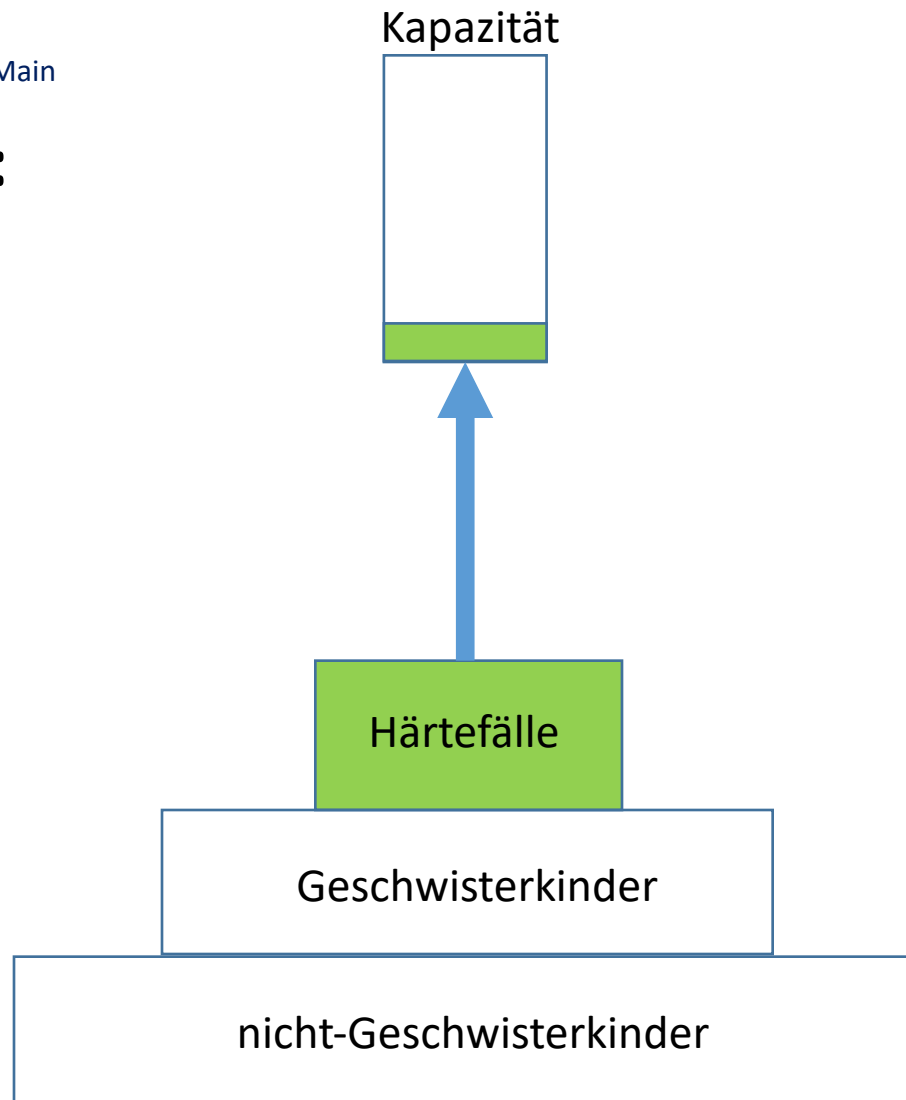 Kapazität
Main
:
Härtefälle
Geschwisterkinder
nicht-Geschwisterkinder